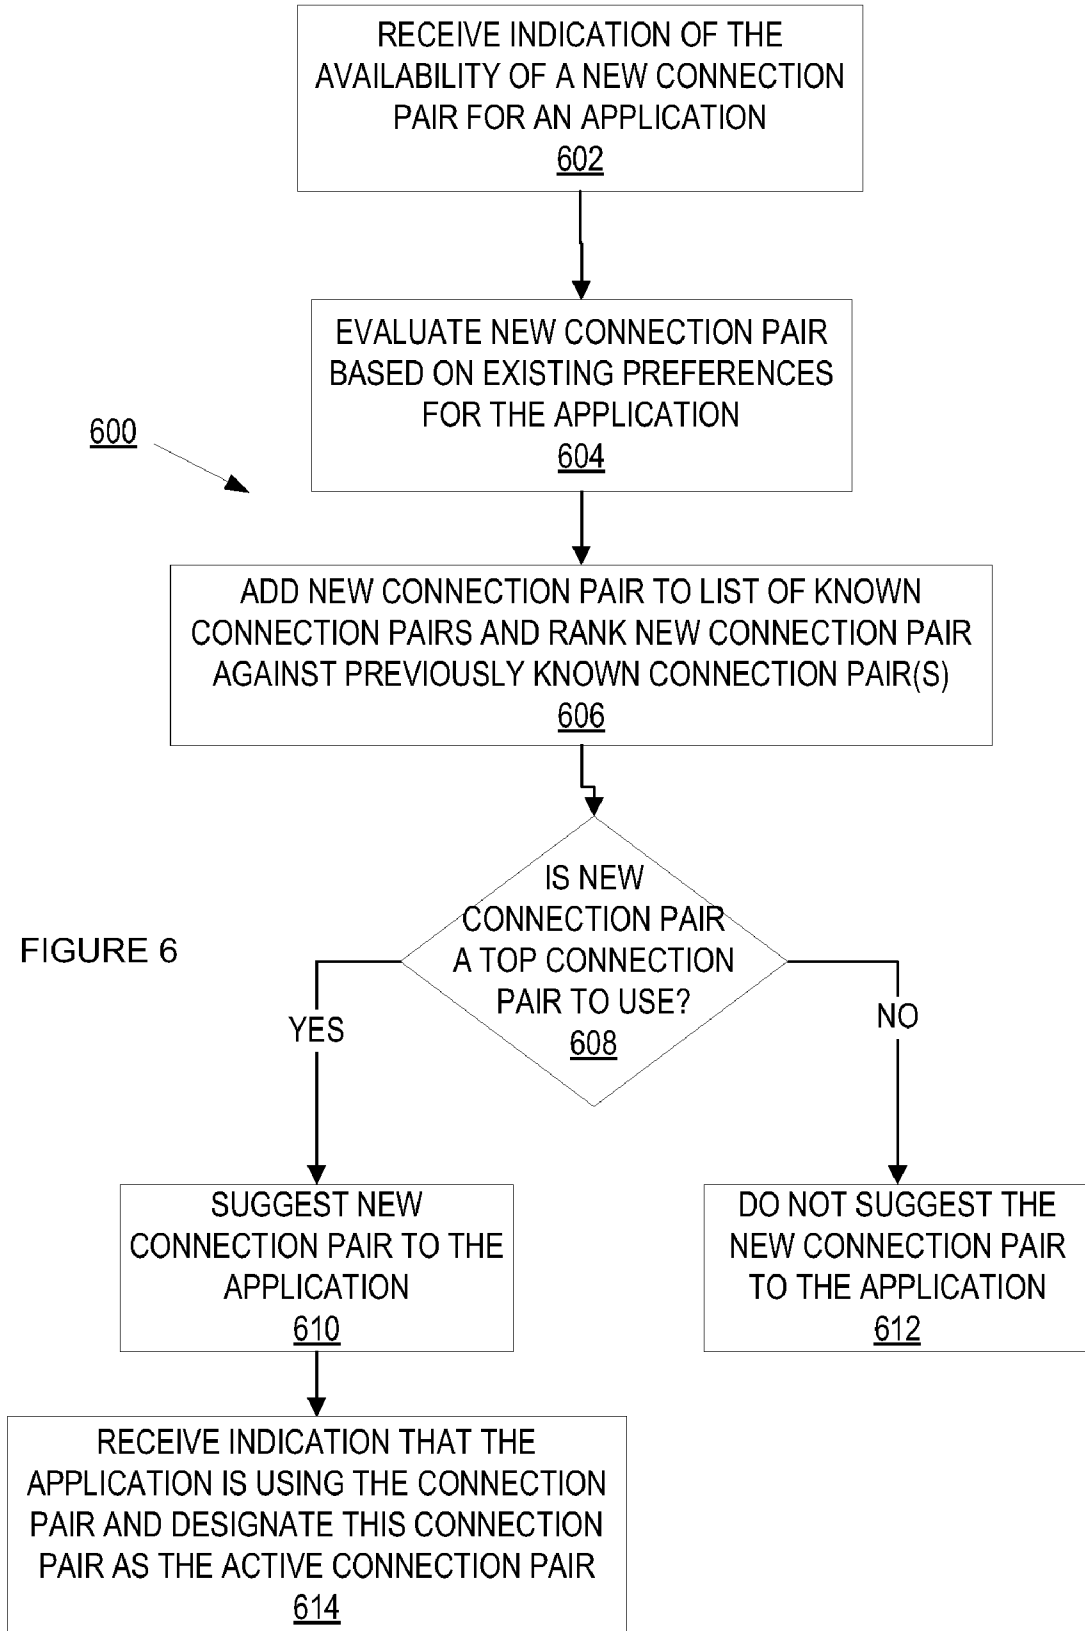 RECEIVE INDICATION OF THE
AVAILABILITY OF A NEW CONNECTION
PAIR FOR AN APPLICATION
602
EVALUATE NEW CONNECTION PAIR
BASED ON EXISTING PREFERENCES
FOR THE APPLICATION
604
600
ADD NEW CONNECTION PAIR TO LIST OF KNOWN
CONNECTION PAIRS AND RANK NEW CONNECTION PAIR
AGAINST PREVIOUSLY KNOWN CONNECTION PAIR(S)
606
IS NEW
CONNECTION PAIR
A TOP CONNECTION
PAIR TO USE?
608
FIGURE 6
YES
NO
SUGGEST NEW
CONNECTION PAIR TO THE
APPLICATION
610
DO NOT SUGGEST THE
NEW CONNECTION PAIR
TO THE APPLICATION
612
RECEIVE INDICATION THAT THE
APPLICATION IS USING THE CONNECTION
PAIR AND DESIGNATE THIS CONNECTION
PAIR AS THE ACTIVE CONNECTION PAIR
614